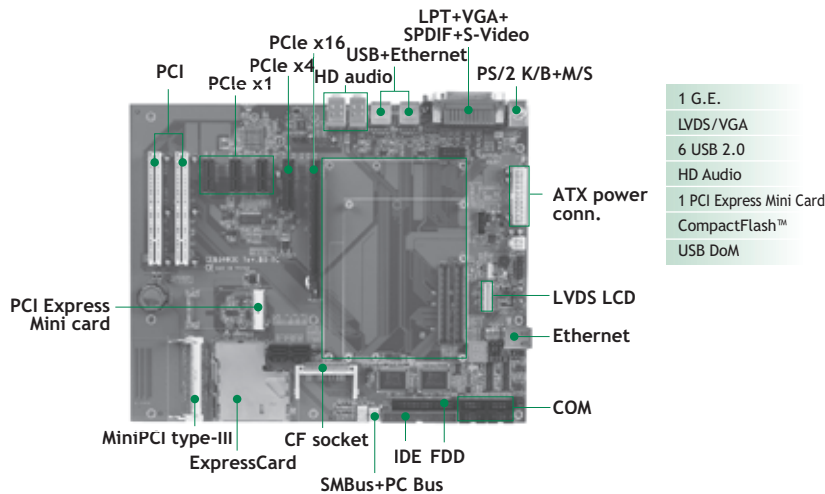 LPT+VGA+
SPDIF+S-Video
PCIe x16
USB+Ethernet
PCIe x4
HD audio
PS/2 K/B+M/S
PCI
PCIe x1
1 G.E.
LVDS/VGA
6 USB 2.0
HD Audio
1 PCI Express Mini Card
CompactFlash™
USB DoM
ATX power
conn.
PCI Express
Mini card
LVDS LCD
Ethernet
COM
MiniPCI type-III
ExpressCard
CF socket
IDE FDD
SMBus+PC Bus